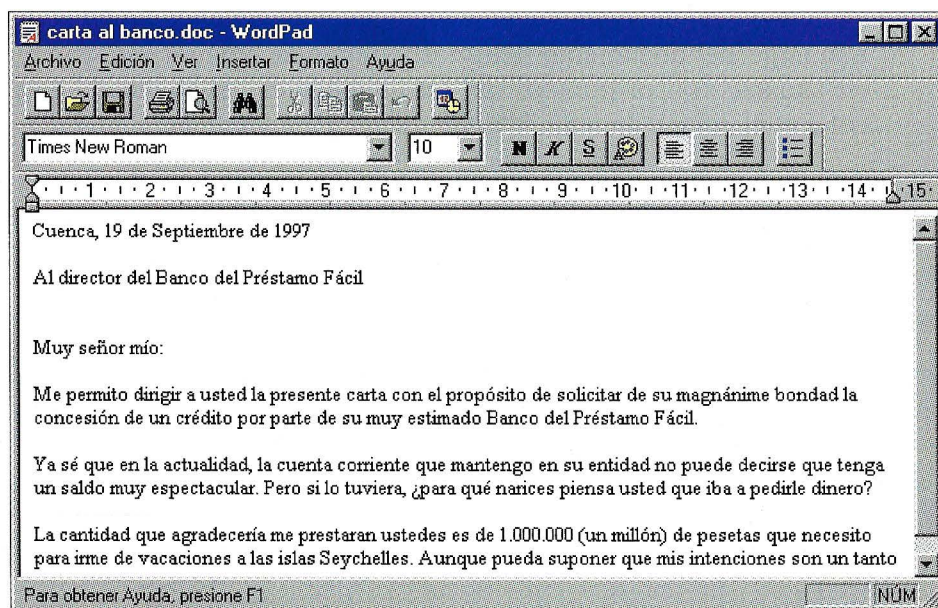 carta al banco.doc - WordPad
Archivo Edición Ver Insertar Formato Ayuda
Times New Roman 10 N K S
1 2 3 4 5 6 7 8 9 10 11 12 13 14 15
Cuenca, 19 de Septiembre de 1997
Al director del Banco del Préstamo Fácil
Muy señor mío:
Me permito dirigir a usted la presente carta con el propósito de solicitar de su magnánime bondad la
concesión de un crédito por parte de su muy estimado Banco del Préstamo Fácil.
Ya sé que en la actualidad, la cuenta corriente que mantengo en su entidad no puede decirse que tenga
un saldo muy espectacular. Pero si lo tuviera, ¿para qué narices piensa usted que iba a pedirle dinero?
La cantidad que agradecería me prestaran ustedes es de 1.000.000 (un millón) de pesetas que necesito
para irme de vacaciones a las islas Seychelles. Aunque pueda suponer que mis intenciones son un tanto
Para obtener Ayuda, presione F1 NÚM